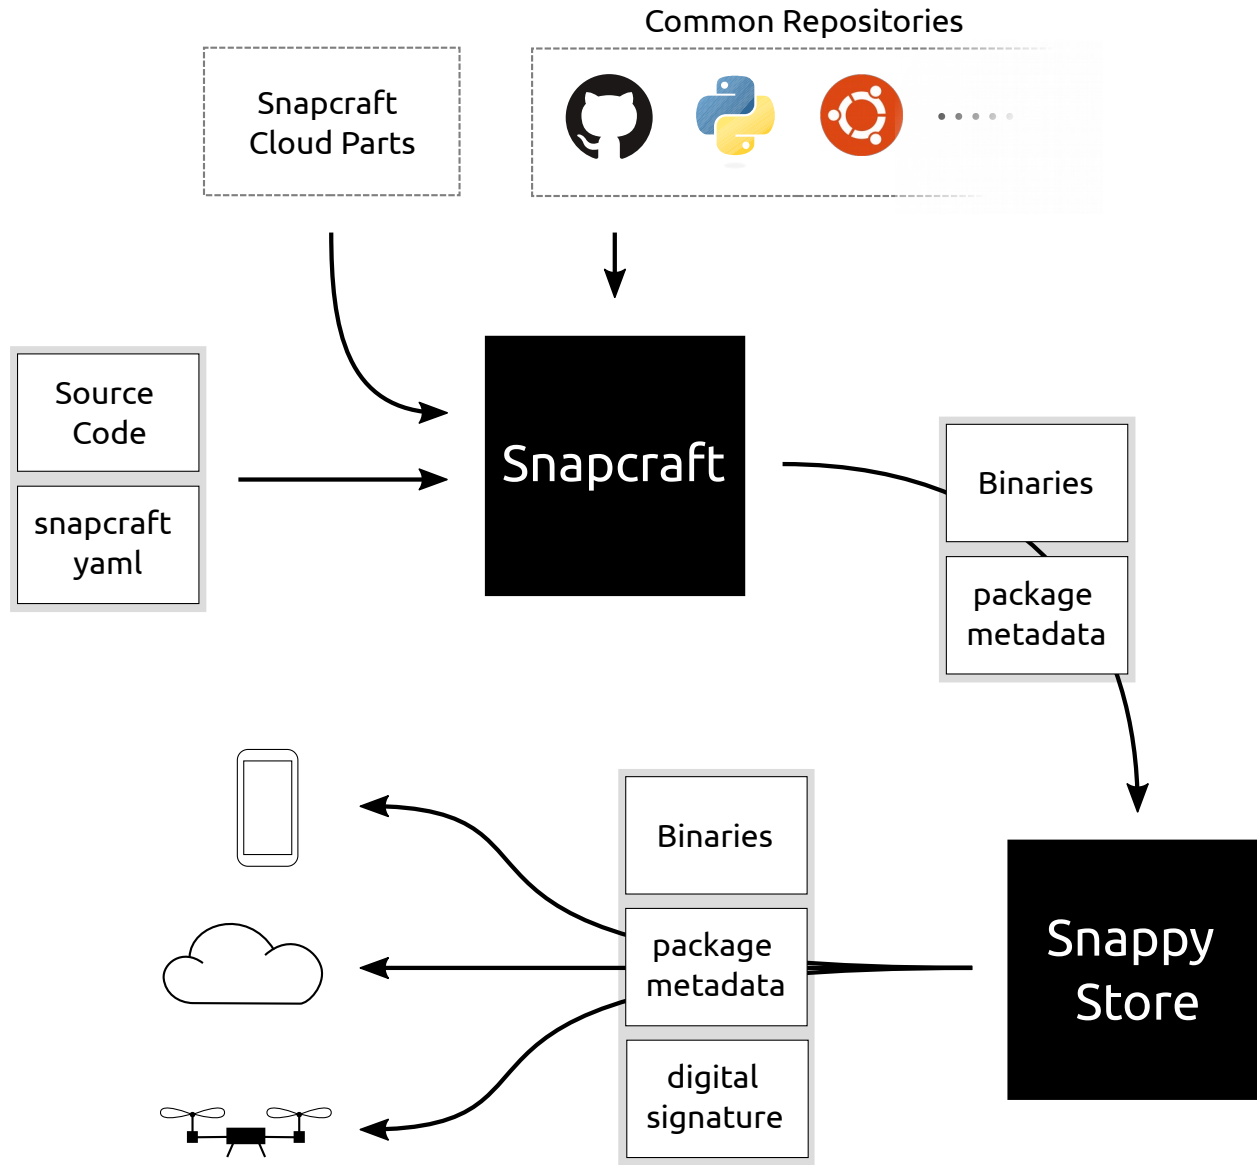 Common Repositories
Snapcraft
Cloud Parts
Source
Code
snapcraft
yaml
Snapcraft
Binaries
package
metadata
Binaries
package
metadata
digital
signature
Snappy
Store